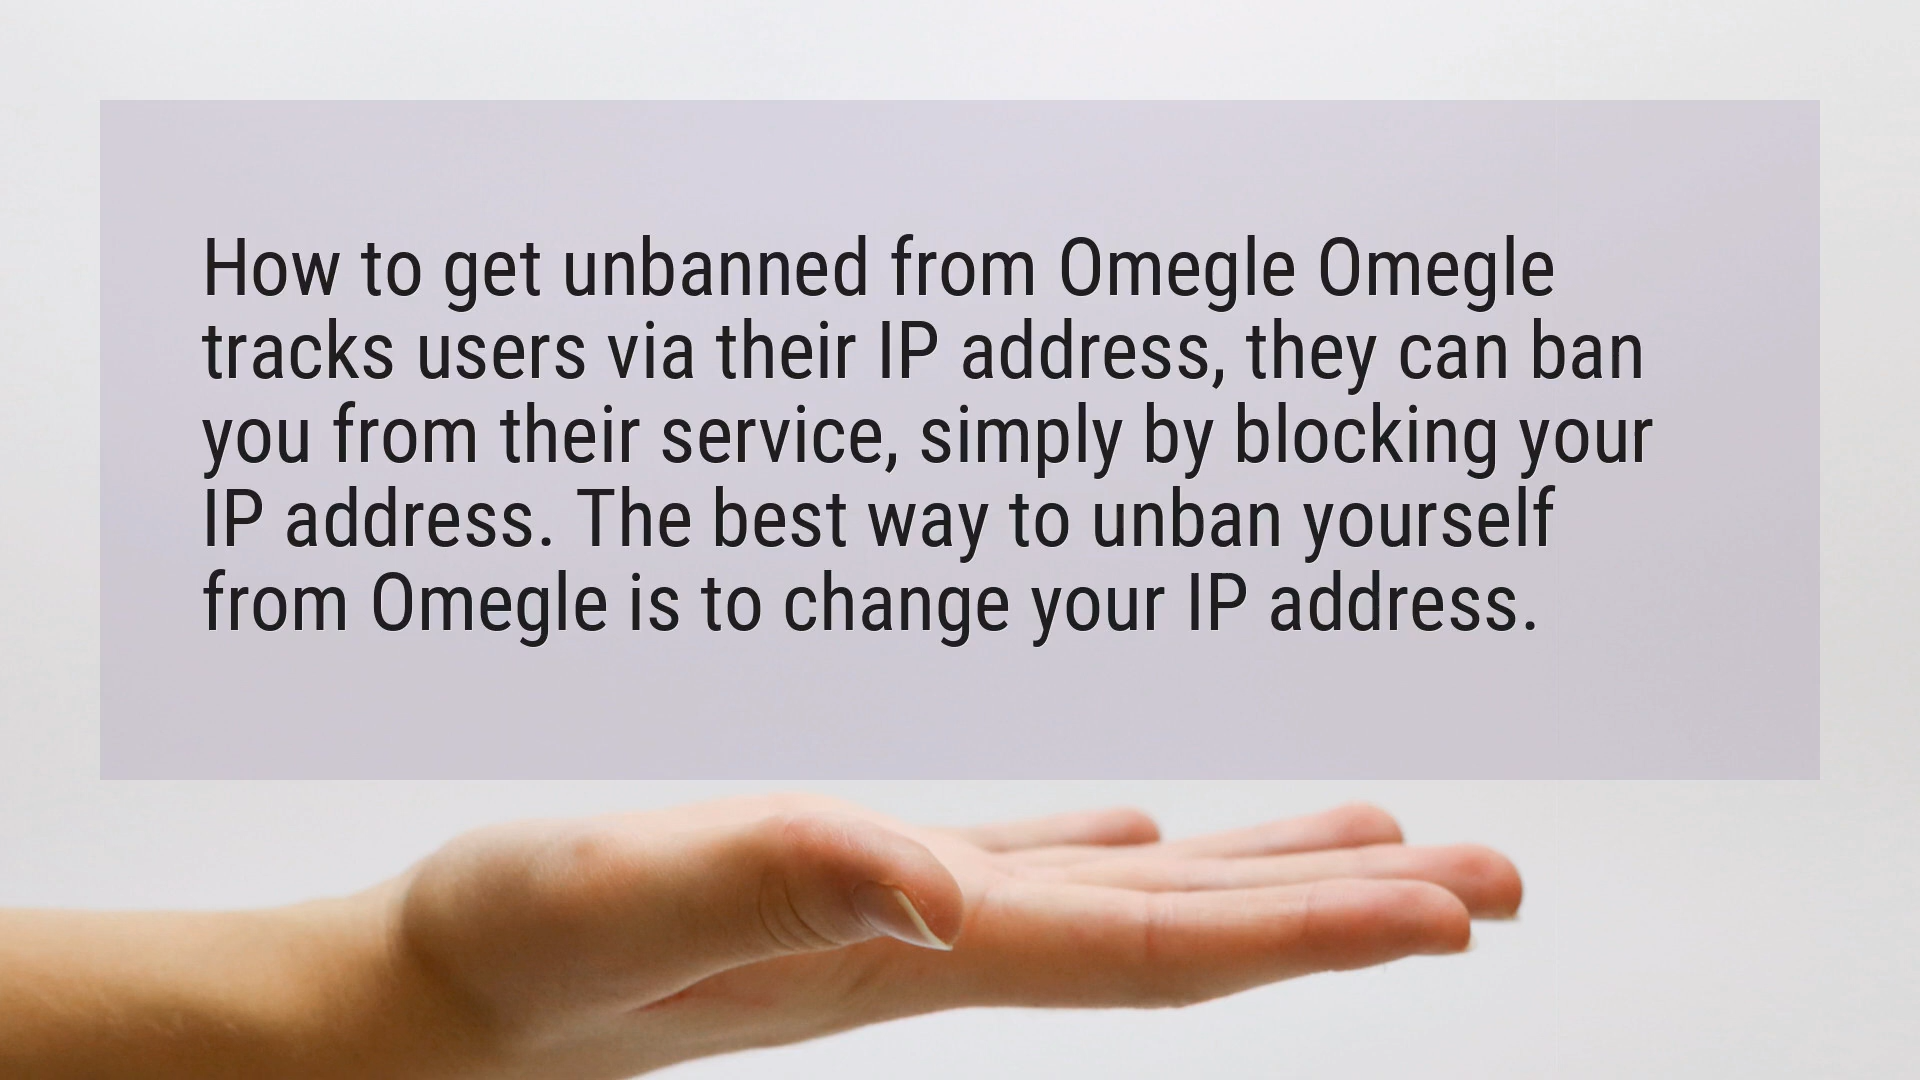 How to get unbanned from Omegle Omegle
tracks users via their IP address, they can ban
you from their service, simply by blocking your
IP address. The best way to unban yourself
from Omegle is to change your IP address.